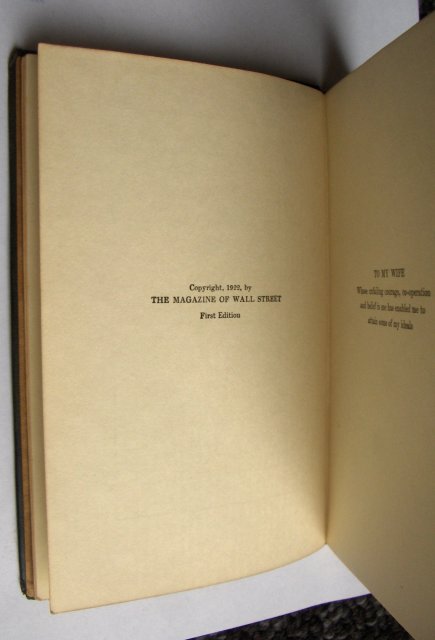 Copyright, 1922, by
THE MAGAZINE OF WALL STREET
First Edition
TO MY WIFE
Whose enduring courage, co-operation
and belief in me has enabled me to
attain some of my ideals